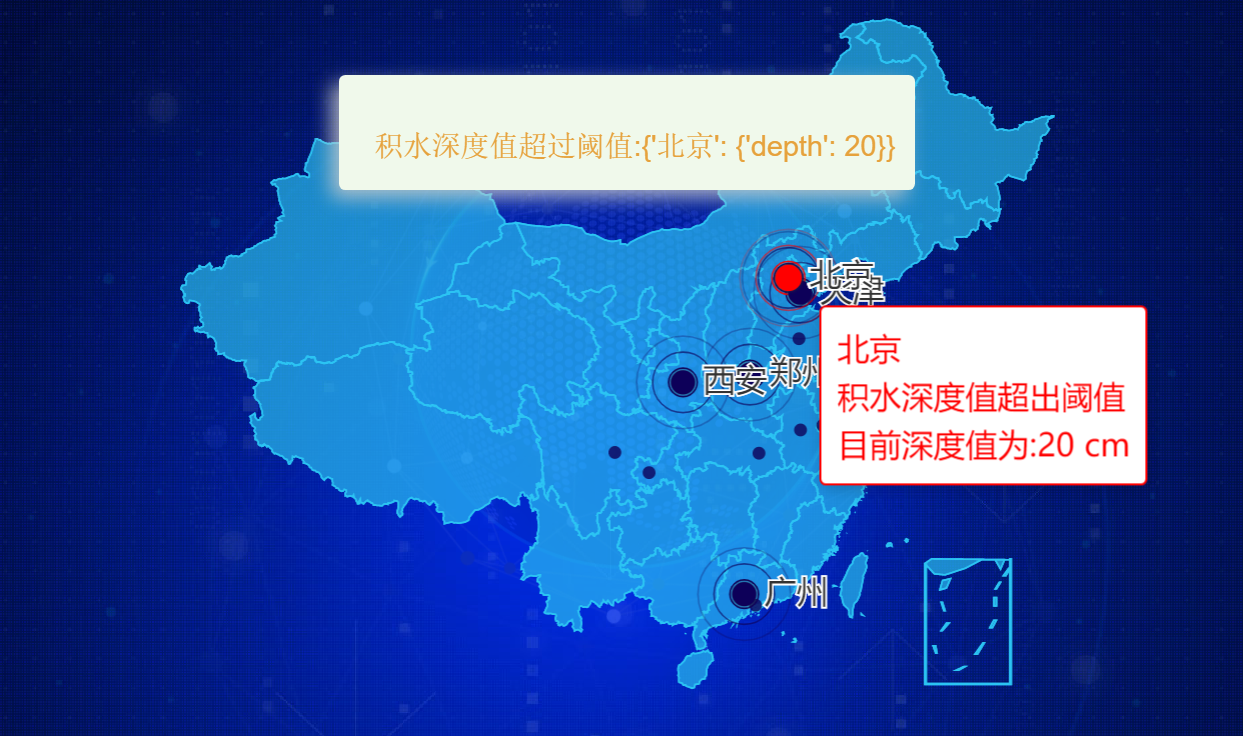 积水深度值超过阈值:{'北京': {'depth': 20}}
北京
天津
北京
积水深度值超出阈值
目前深度值为:20 cm
西安
郑州
广州